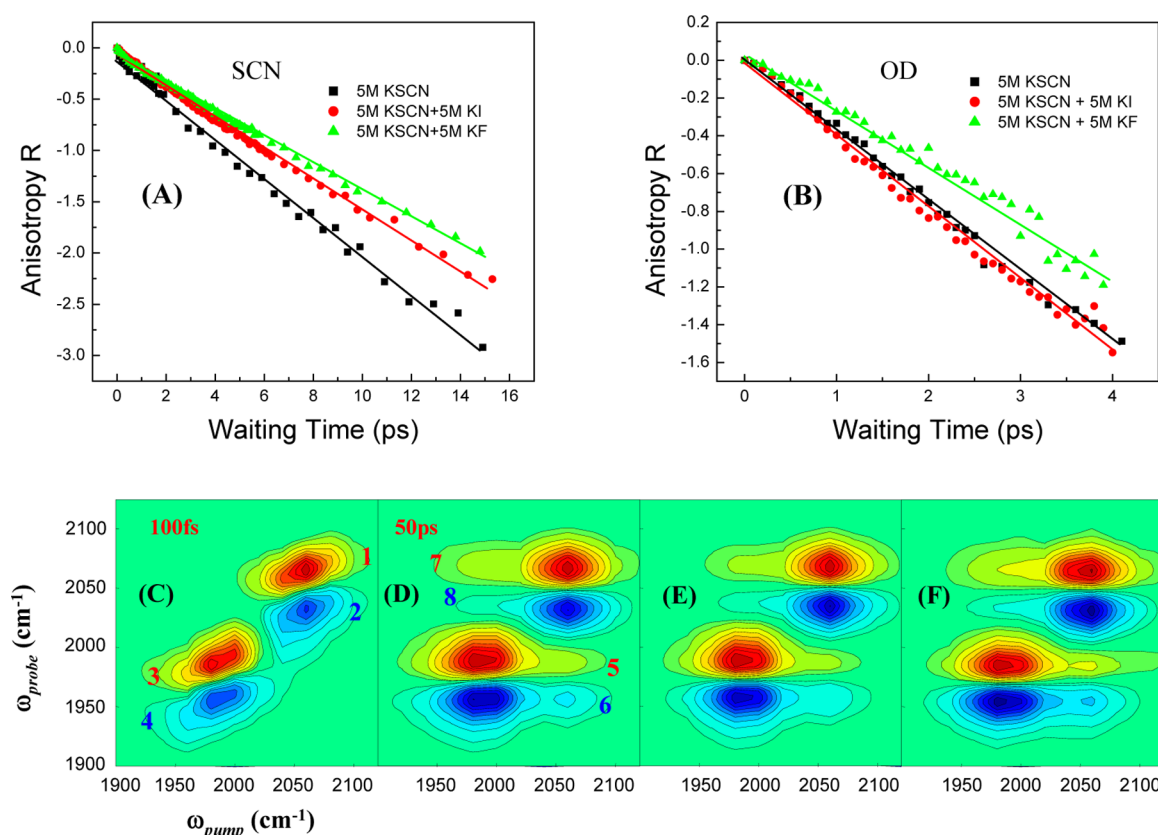 SCN
5M KSCN
5M KSCN+5M KI
5M KSCN+5M KF
(A)
Anisotropy R
0.0
-0.5
-1.0
-1.5
-2.0
-2.5
-3.0
0 2 4 6 8 10 12 14 16
Waiting Time (ps)
OD
5M KSCN
5M KSCN + 5M KI
5M KSCN + 5M KF
(B)
Anisotropy R
0.2
0.0
-0.2
-0.4
-0.6
-0.8
-1.0
-1.2
-1.4
-1.6
0 1 2 3 4
Waiting Time (ps)
ωprobe (cm-1)
2100
2050
2000
1950
1900
100fs
1
(C)
2
3
4
50ps
7
8
(D)
5
6
(E)
(F)
1900 1950 2000 2050 2100
1950 2000 2050 2100
1950 2000 2050 2100
1950 2000 2050 2100
ωpump (cm-1)